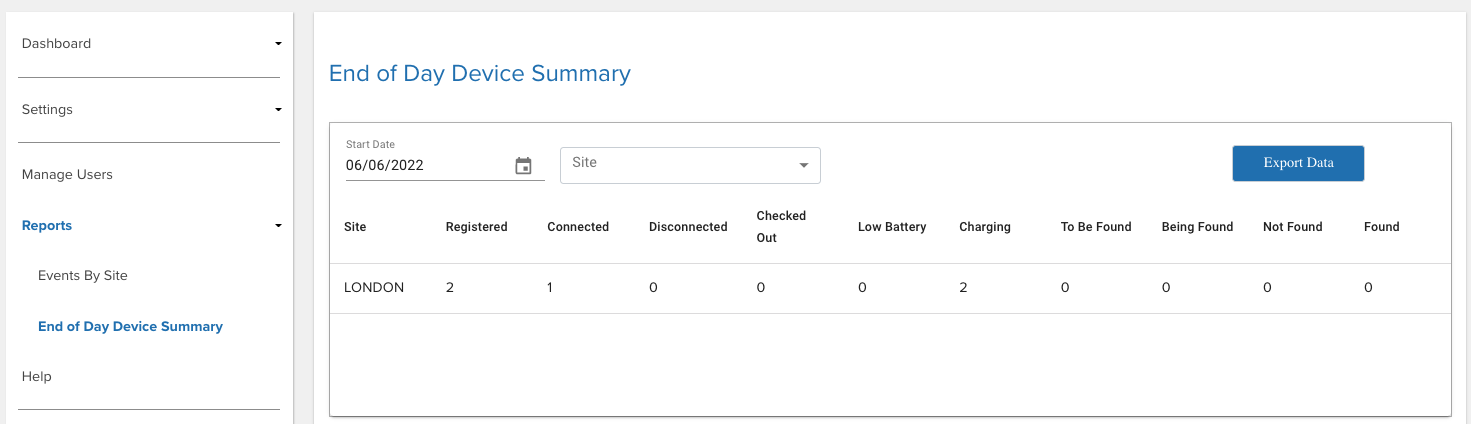 Dashboard
Settings
Manage Users
Reports
Events By Site
End of Day Device Summary
Help
End of Day Device Summary
Start Date
06/06/2022
Site
Export Data
Site Registered Connected Disconnected Checked Out Low Battery Charging To Be Found Being Found Not Found Found
LONDON 2 1 0 0 0 2 0 0 0 0